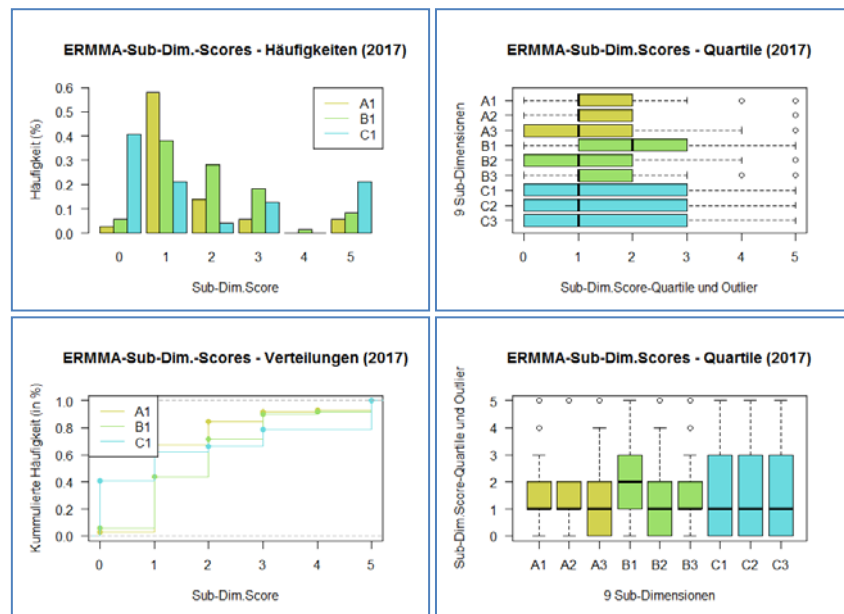 ERMMA-Sub-Dim.-Scores - Häufigkeiten (2017)
Häufigkeit (%)
0.6
0.5
0.4
0.3
0.2
0.1
0.0
A1
B1
C1
0 1 2 3 4 5
Sub-Dim.Score
ERMMA-Sub-Dim.Scores - Quartile (2017)
9 Sub-Dimensionen
A1
A2
A3
B1
B2
B3
C1
C2
C3
0 1 2 3 4 5
Sub-Dim.Score-Quartile und Outlier
ERMMA-Sub-Dim.-Scores - Verteilungen (2017)
Kummulierte Häufigkeit (in %)
1.0
0.8
0.6
0.4
0.2
0.0
A1
B1
C1
0 1 2 3 4 5
Sub-Dim.Score
ERMMA-Sub-Dim.Scores - Quartile (2017)
Sub-Dim.Score-Quartile und Outlier
5
4
3
2
1
0
A1 A2 A3 B1 B2 B3 C1 C2 C3
9 Sub-Dimensionen